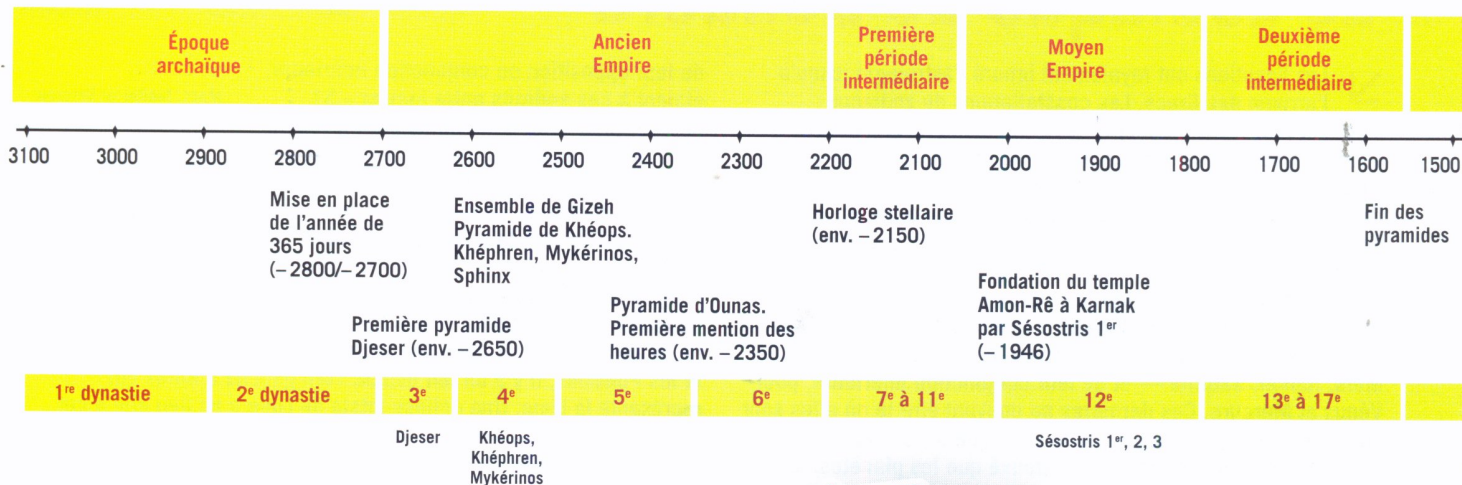 Époque
archaïque
Ancien
Empire
Première
période
intermédiaire
Moyen
Empire
Deuxième
période
intermédiaire
3100 3000 2900 2800 2700 2600 2500 2400 2300 2200 2100 2000 1900 1800 1700 1600 1500
Mise en place
de l'année de
365 jours
(–2800/–2700)
Ensemble de Gizeh
Pyramide de Khéops.
Khéphren, Mykérinos,
Sphinx
Horloge stellaire
(env. –2150)
Fin des
pyramides
Première pyramide
Djeser (env. –2650)
Pyramide d'Ounas.
Première mention des
heures (env. –2350)
Fondation du temple
Amon-Rê à Karnak
par Sésostris 1er
(–1946)
1re dynastie 2e dynastie 3e 4e 5e 6e 7e à 11e 12e 13e à 17e
Djeser
Khéops,
Khéphren,
Mykérinos
Sésostris 1er, 2, 3